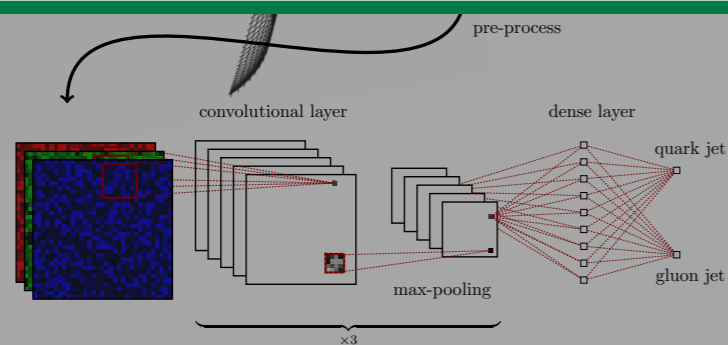 pre-process
convolutional layer
dense layer
quark jet
gluon jet
max-pooling
×3